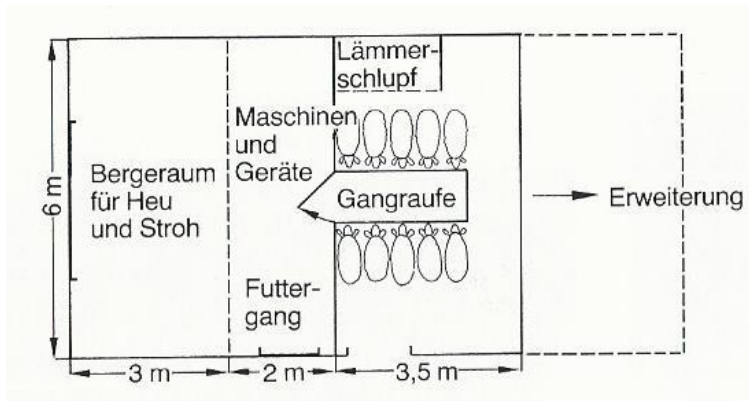 Lämmer-
schlupf
Maschinen
und
Geräte
Bergeraum
für Heu
und Stroh
Gangraufe
Erweiterung
6 m
Futter-
gang
3 m
2 m
3,5 m